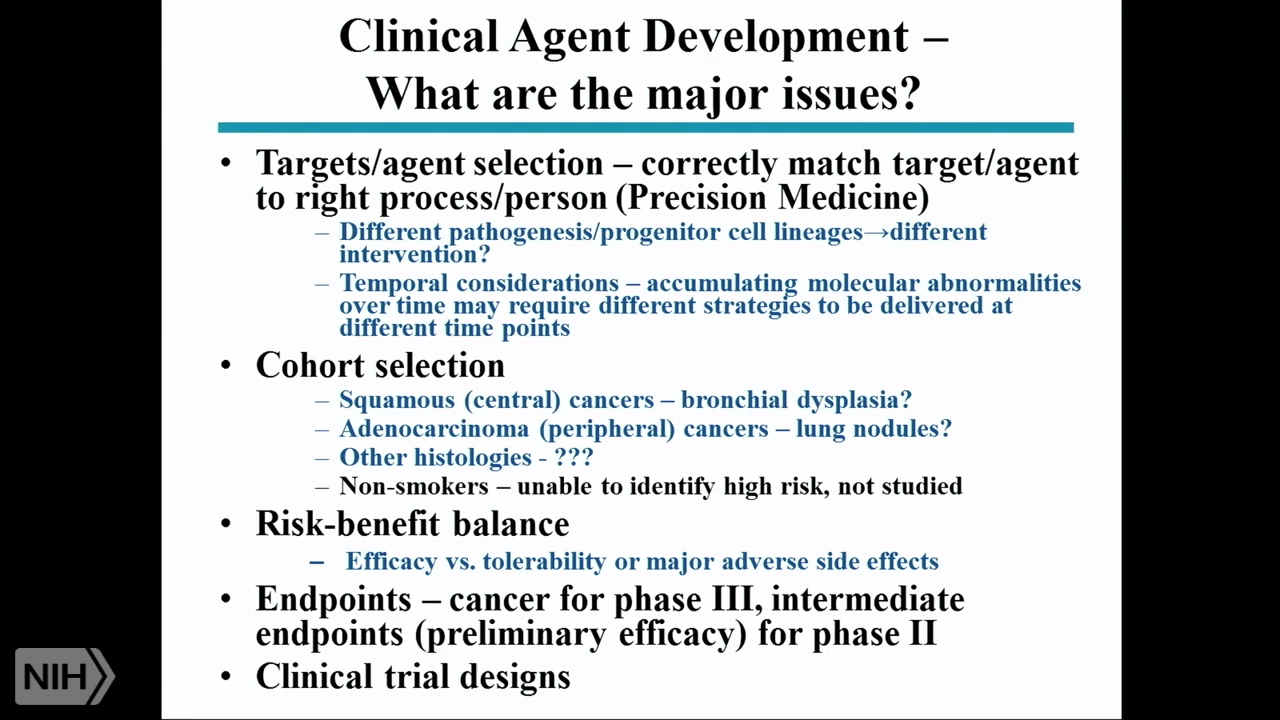 Clinical Agent Development –
What are the major issues?
• Targets/agent selection – correctly match target/agent
to right process/person (Precision Medicine)
– Different pathogenesis/progenitor cell lineages→different
intervention?
– Temporal considerations – accumulating molecular abnormalities
over time may require different strategies to be delivered at
different time points
• Cohort selection
– Squamous (central) cancers – bronchial dysplasia?
– Adenocarcinoma (peripheral) cancers – lung nodules?
– Other histologies - ???
– Non-smokers – unable to identify high risk, not studied
• Risk-benefit balance
– Efficacy vs. tolerability or major adverse side effects
• Endpoints – cancer for phase III, intermediate
endpoints (preliminary efficacy) for phase II
• Clinical trial designs
NIH